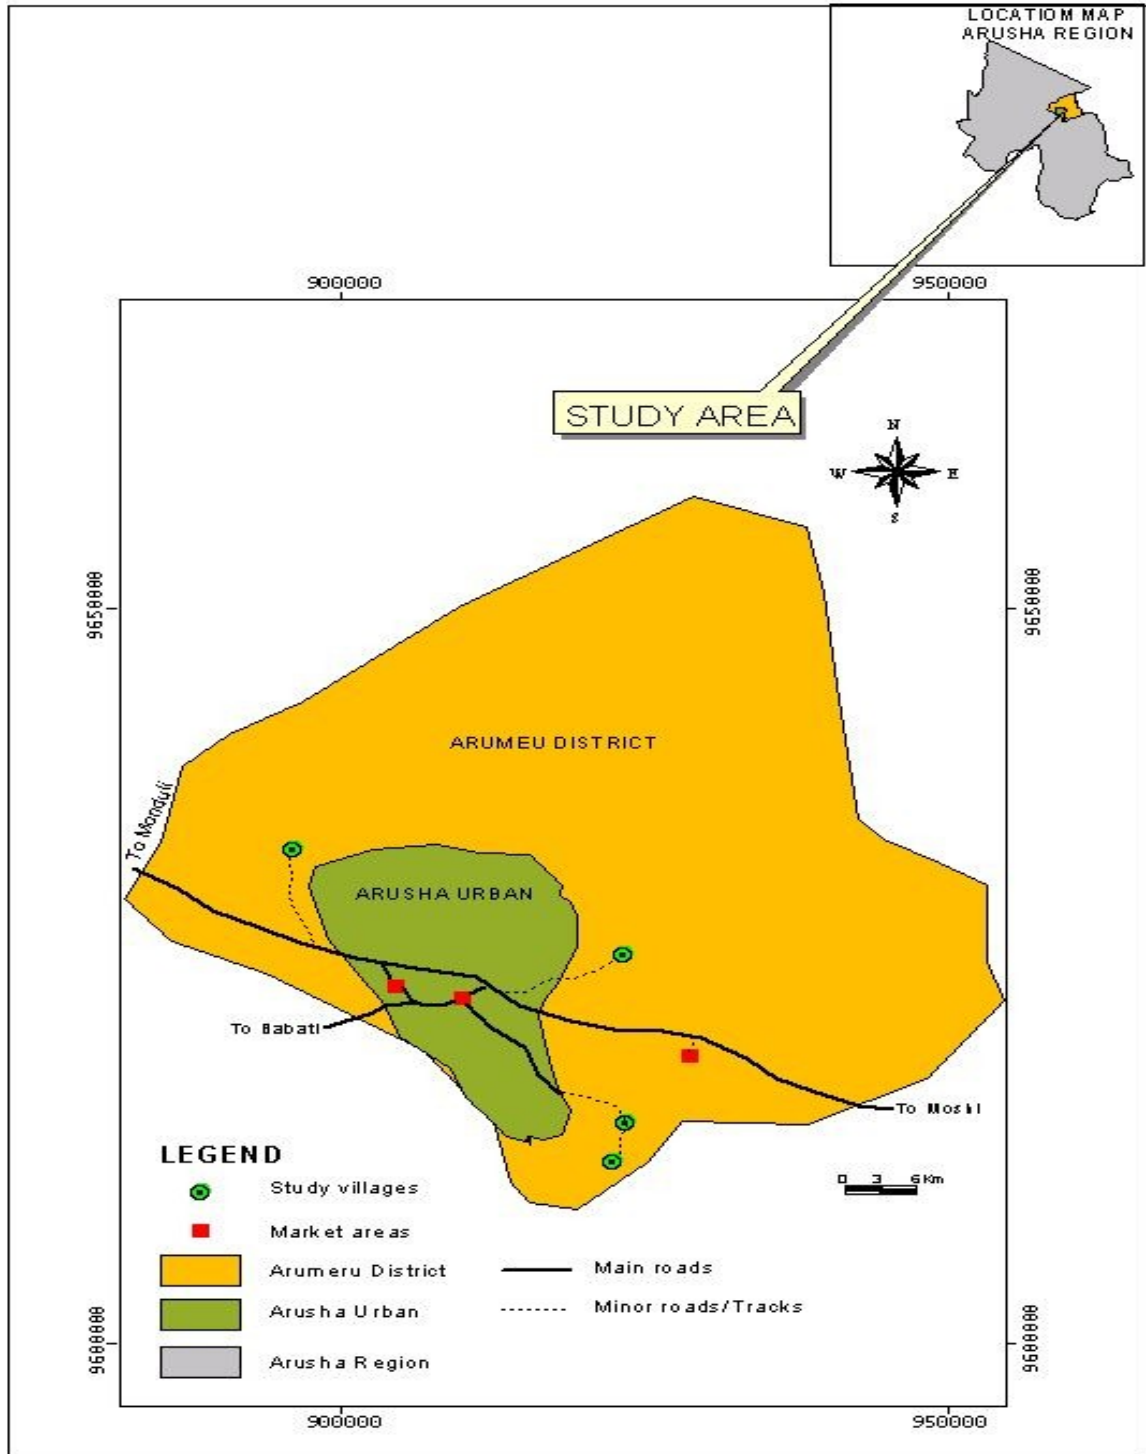 LOCATIOM MAP
ARUSHA REGION
900000
950000
STUDY AREA
N
W
E
S
9650000
9650000
ARUMEU DISTRICT
To Monduli
ARUSHA URBAN
To Babati
To Moshi
LEGEND
0 3 6 Km
Study villages
Market areas
Arumeru District
Main roads
Arusha Urban
Minor roads/Tracks
Arusha Region
9600000
9600000
900000
950000